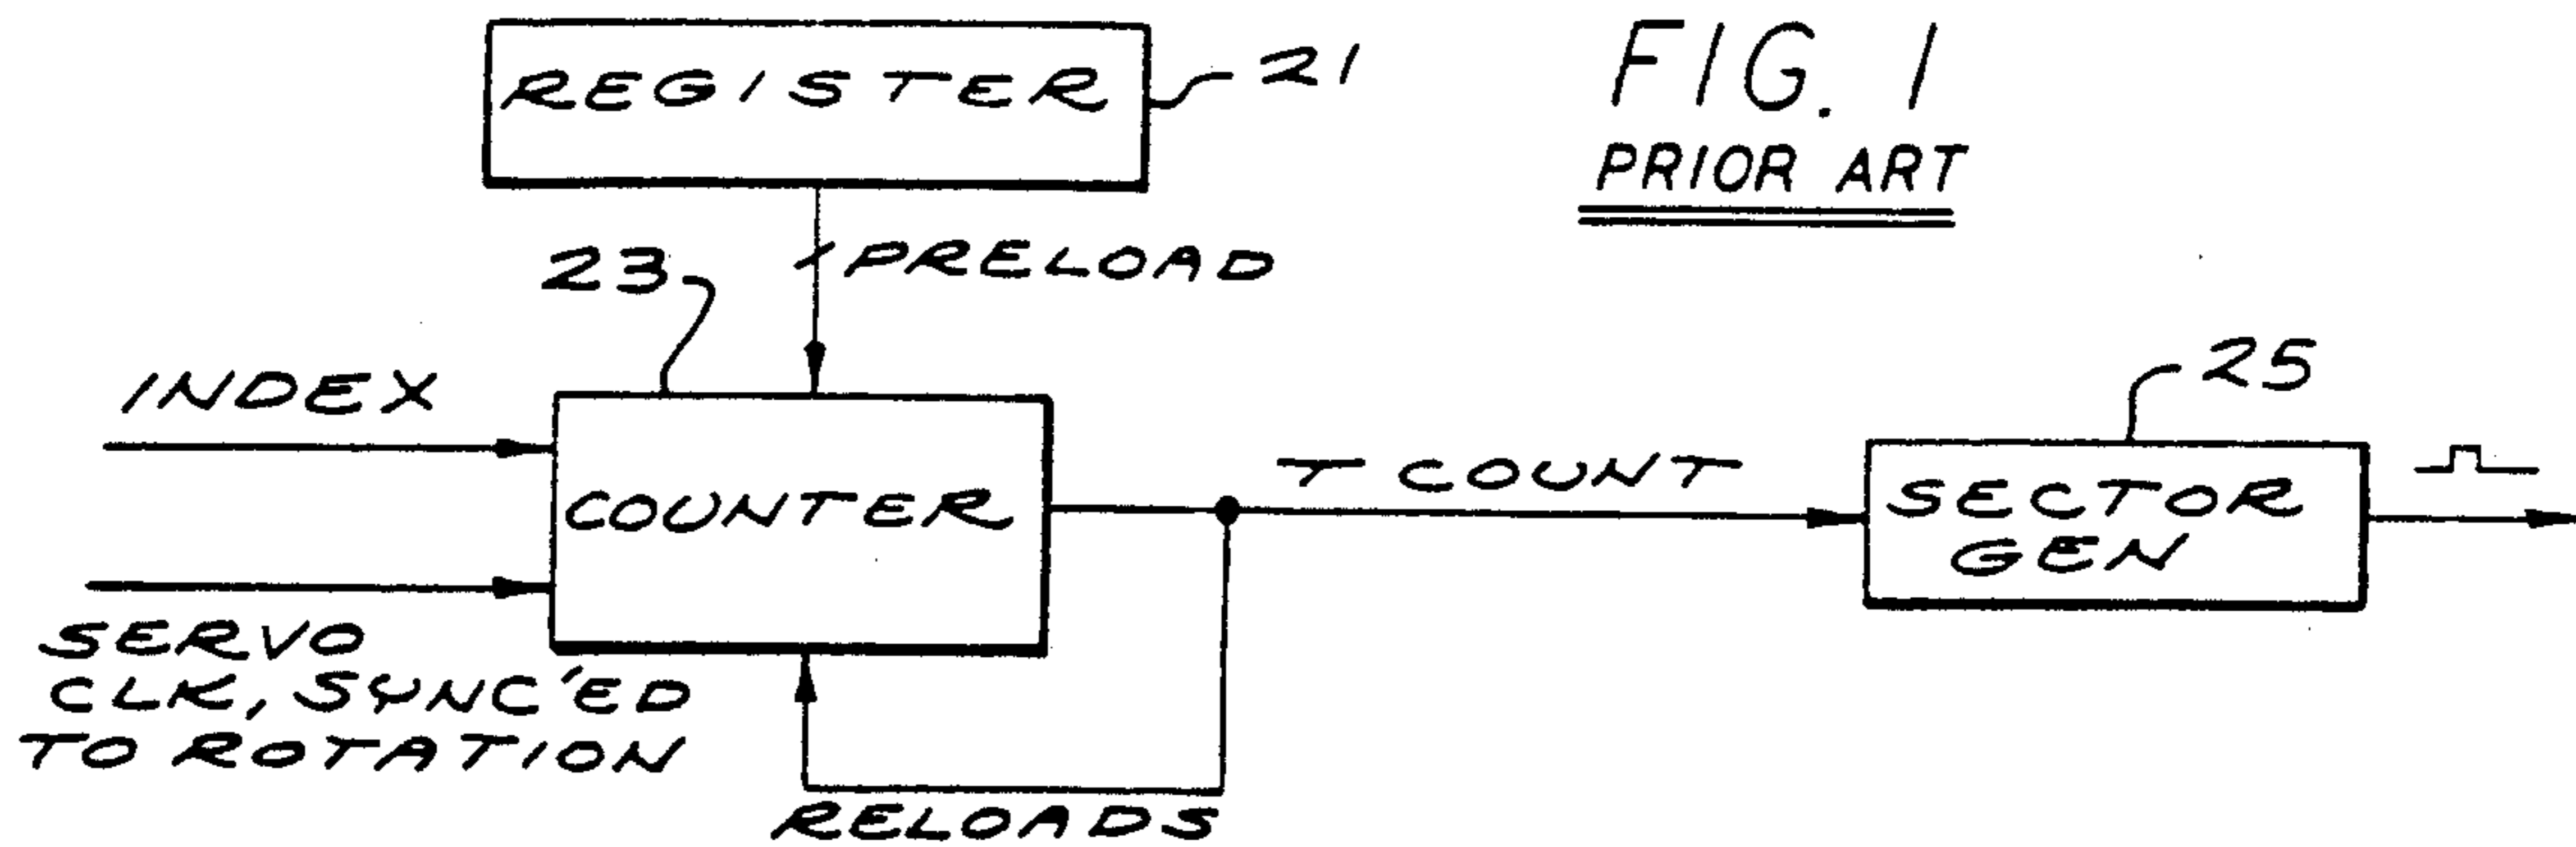 REGISTER
21
FIG. 1
PRIOR ART
23
PRELOAD
INDEX
25
COUNTER
T COUNT
SECTOR
GEN
SERVO
CLK, SYNC'ED
TO ROTATION
RELOADS